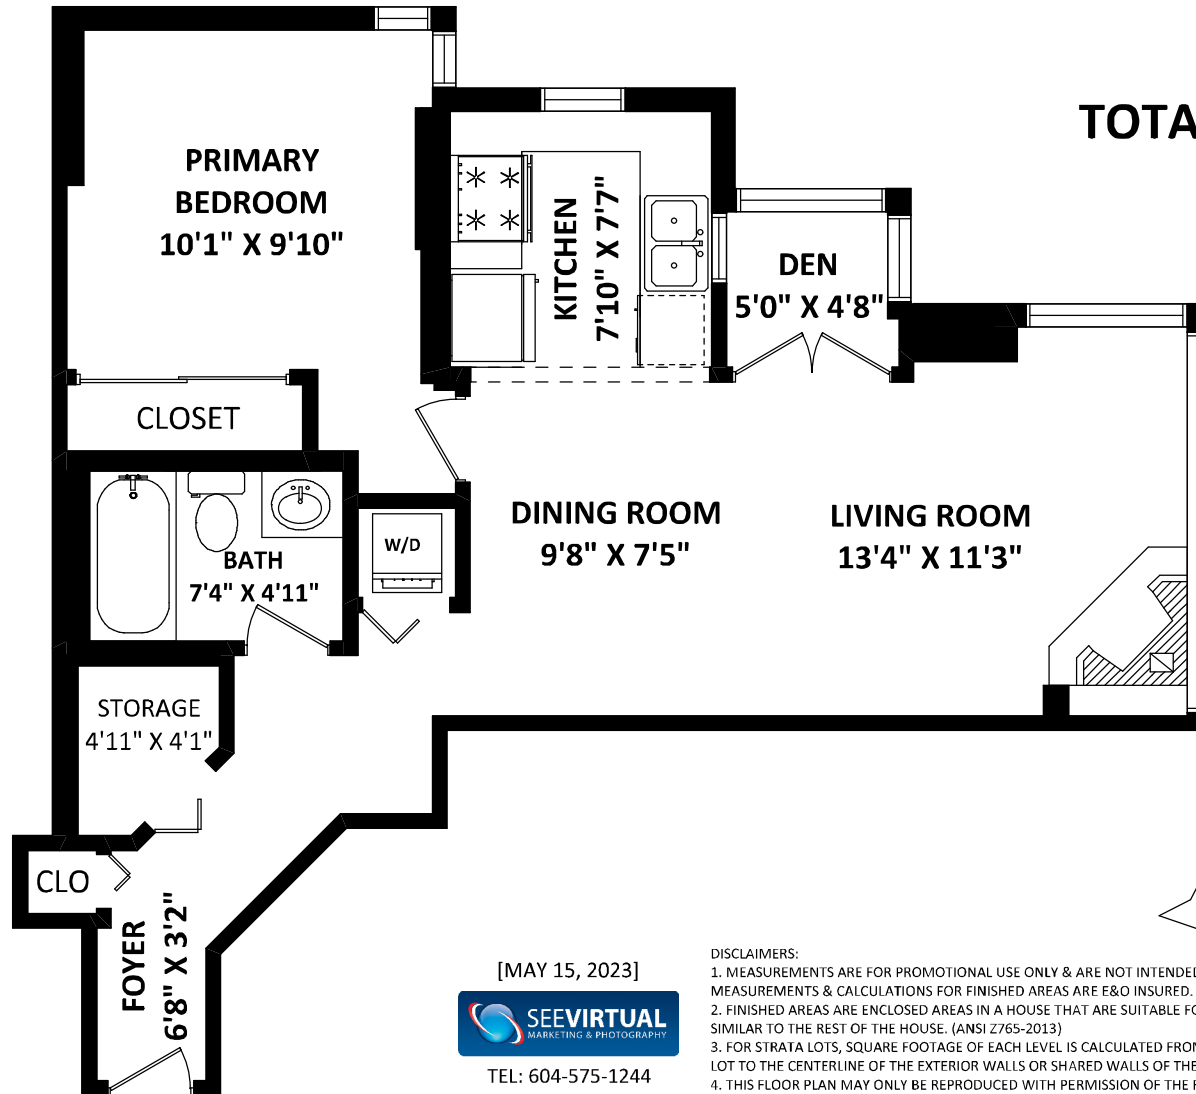 TOTA
PRIMARY
BEDROOM
10'1" X 9'10"
KITCHEN
7'10" X 7'7"
DEN
5'0" X 4'8"
CLOSET
DINING ROOM
9'8" X 7'5"
LIVING ROOM
13'4" X 11'3"
W/D
BATH
7'4" X 4'11"
STORAGE
4'11" X 4'1"
CLO
FOYER
6'8" X 3'2"
[MAY 15, 2023]
SEEVIRTUAL
MARKETING & PHOTOGRAPHY
TEL: 604-575-1244
DISCLAIMERS:
1. MEASUREMENTS ARE FOR PROMOTIONAL USE ONLY & ARE NOT INTENDED
MEASUREMENTS & CALCULATIONS FOR FINISHED AREAS ARE E&O INSURED.
2. FINISHED AREAS ARE ENCLOSED AREAS IN A HOUSE THAT ARE SUITABLE FO
SIMILAR TO THE REST OF THE HOUSE. (ANSI Z765-2013)
3. FOR STRATA LOTS, SQUARE FOOTAGE OF EACH LEVEL IS CALCULATED FROM
LOT TO THE CENTERLINE OF THE EXTERIOR WALLS OR SHARED WALLS OF THE
4. THIS FLOOR PLAN MAY ONLY BE REPRODUCED WITH PERMISSION OF THE